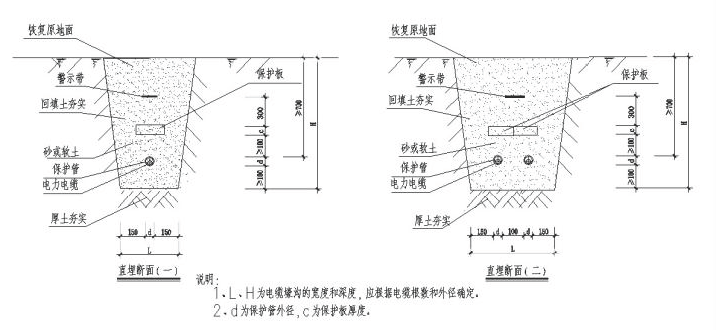 恢复原地面
警示带
保护板
回填土夯实
砂或软土
保护管
电力电缆
厚土夯实
300
c
≥100
d
≥100
≥700
H
150 d 150
L
直埋断面(一)
恢复原地面
警示带
保护板
回填土夯实
砂或软土
保护管
电力电缆
厚土夯实
300
c
≥100
d
≥100
≥700
H
150 d 100 d 150
L
直埋断面(二)
说明:
1、L、H为电缆壕沟的宽度和深度,应根据电缆根数和外径确定。
2、d为保护管外径,c为保护板厚度。